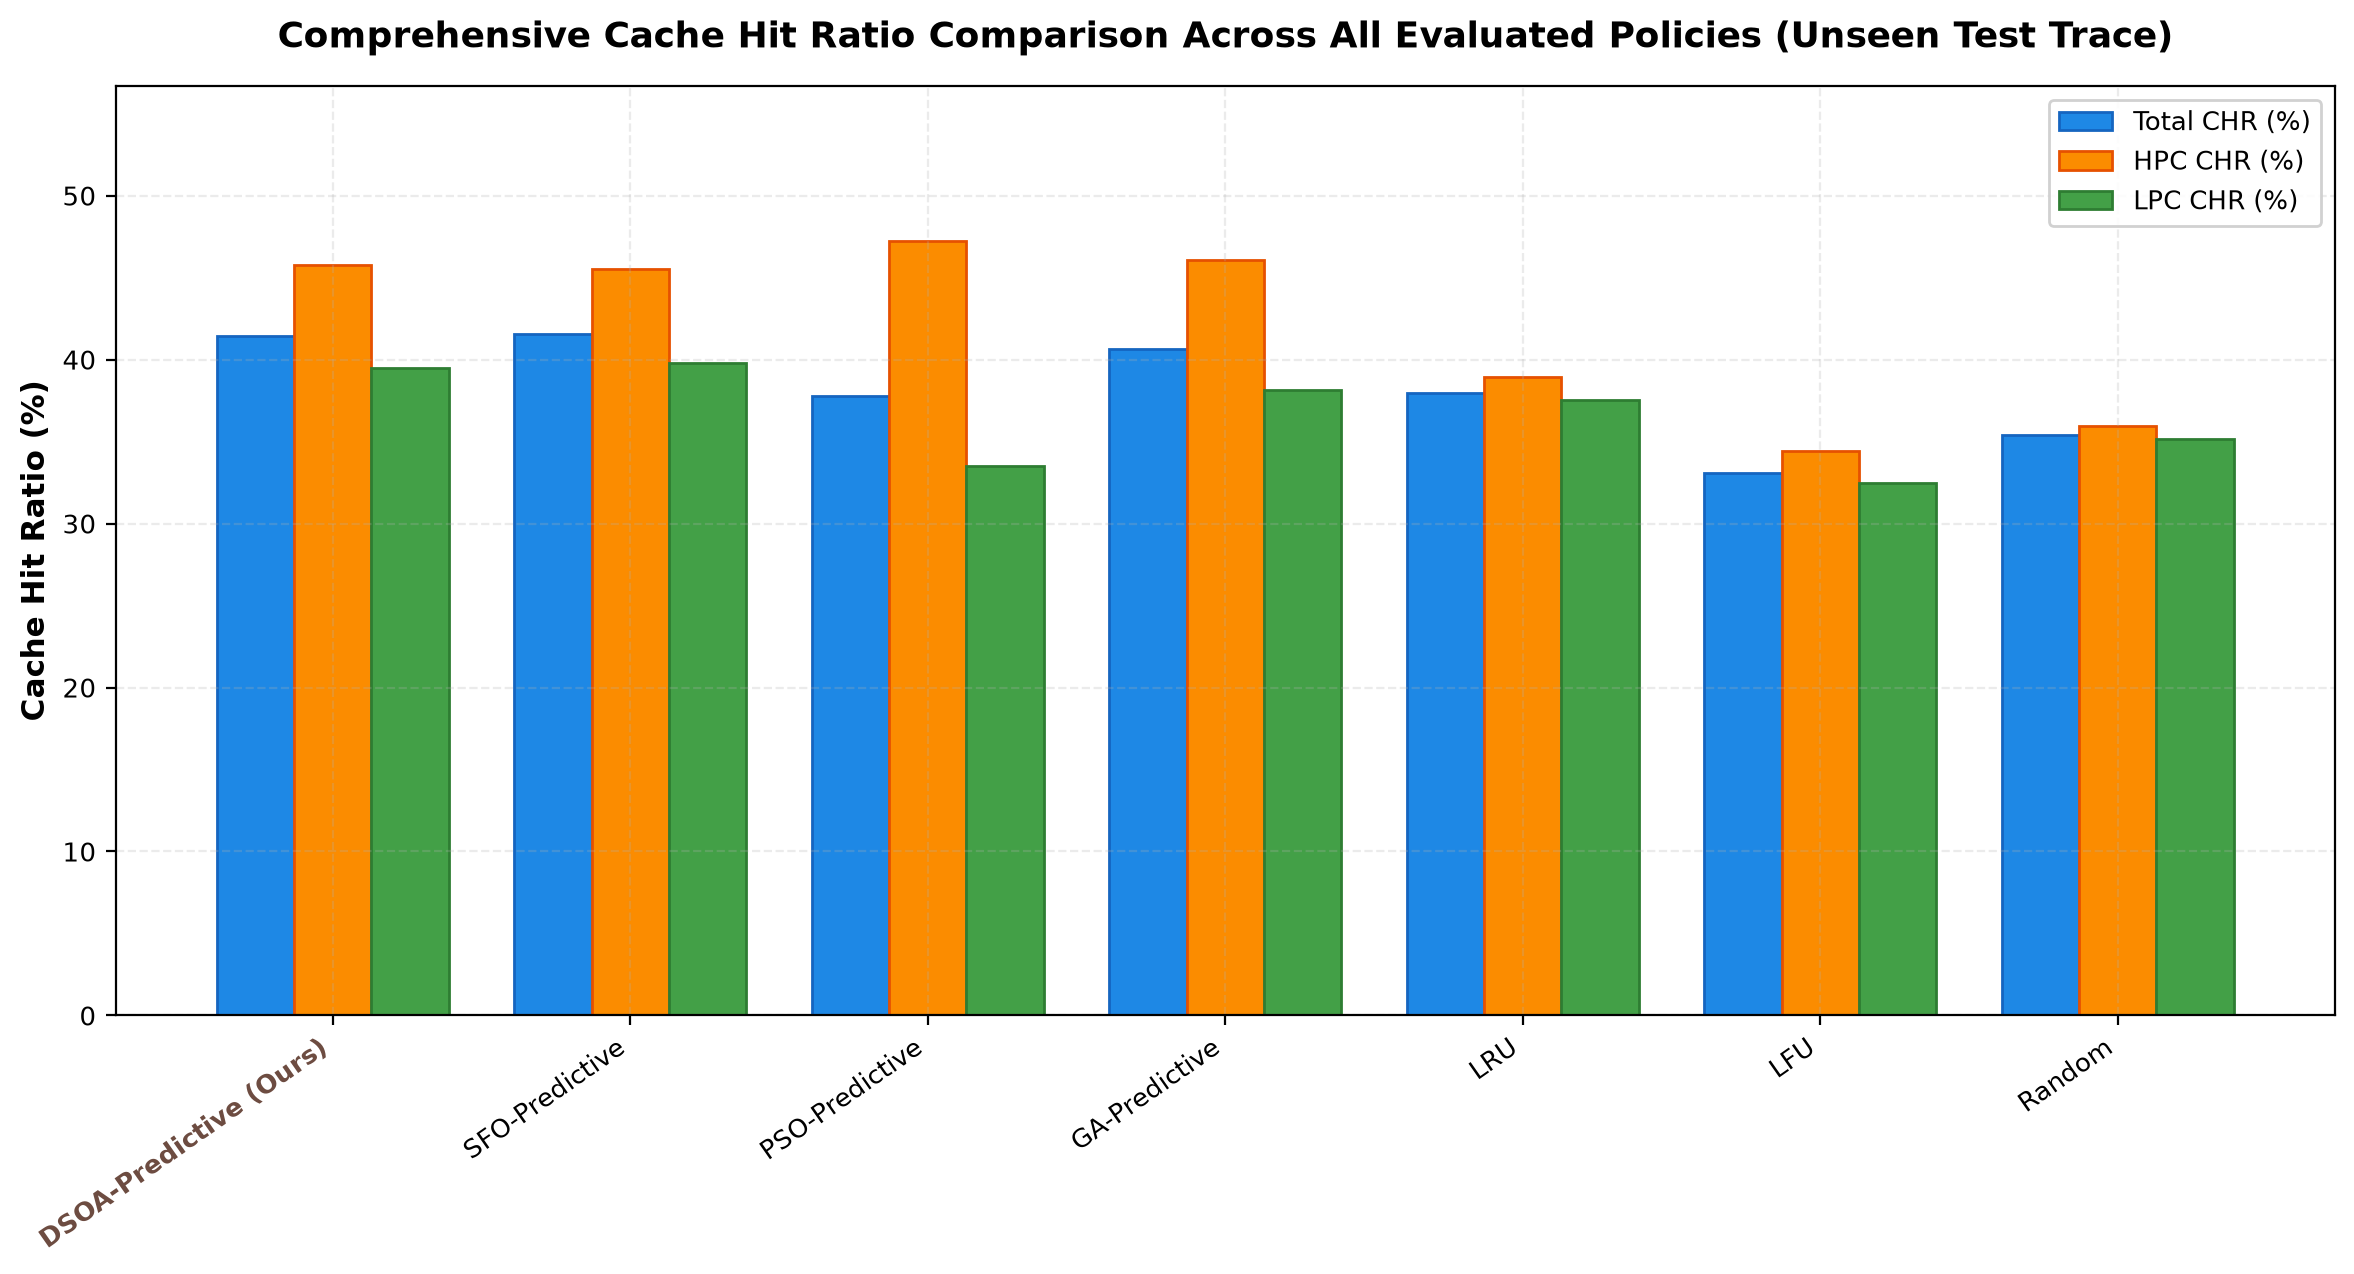 Comprehensive Cache Hit Ratio Comparison Across All Evaluated Policies (Unseen Test Trace)
Total CHR (%)
HPC CHR (%)
LPC CHR (%)
Cache Hit Ratio (%)
50
40
30
20
10
0
DSOA-Predictive (Ours)
SFO-Predictive
PSO-Predictive
GA-Predictive
LRU
LFU
Random